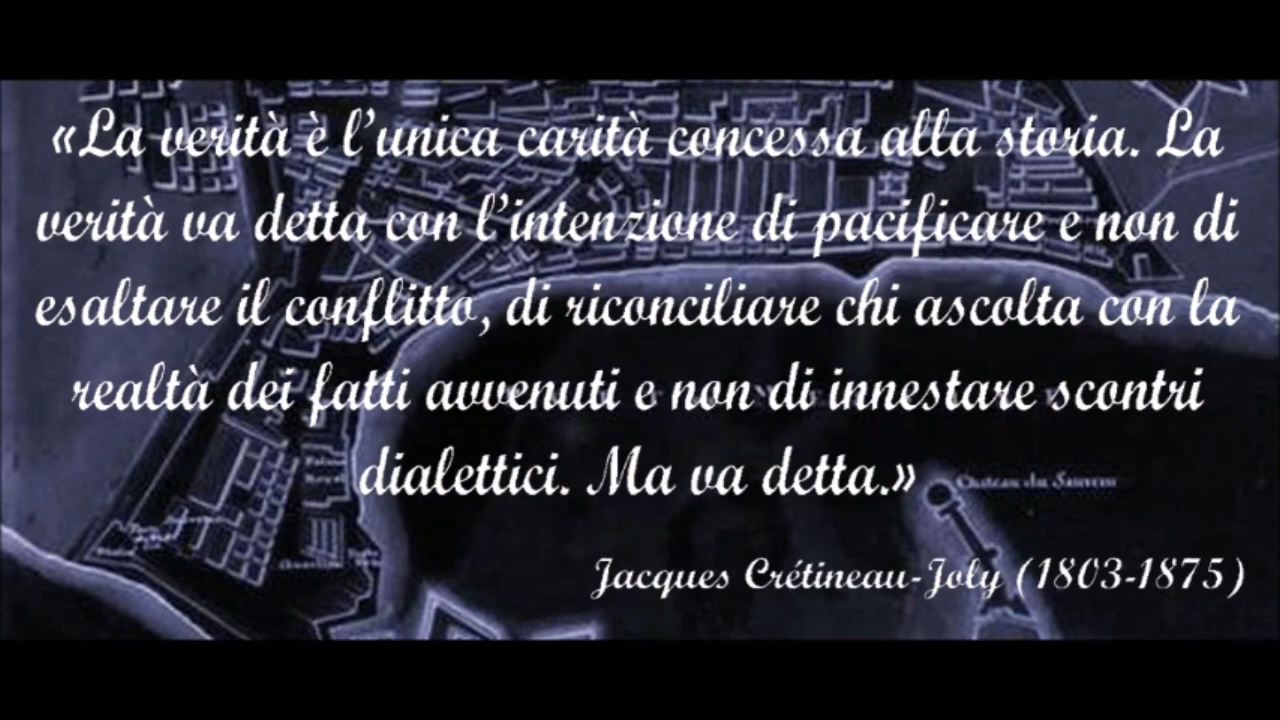 «La verità è l’unica carità concessa alla storia. La
verità va detta con l’intenzione di pacificare e non di
esaltare il conflitto, di riconciliare chi ascolta con la
realtà dei fatti avvenuti e non di innestare scontri
dialettici. Ma va detta.»
Chateau du
Jacques Crétineau-Joly (1803-1875)